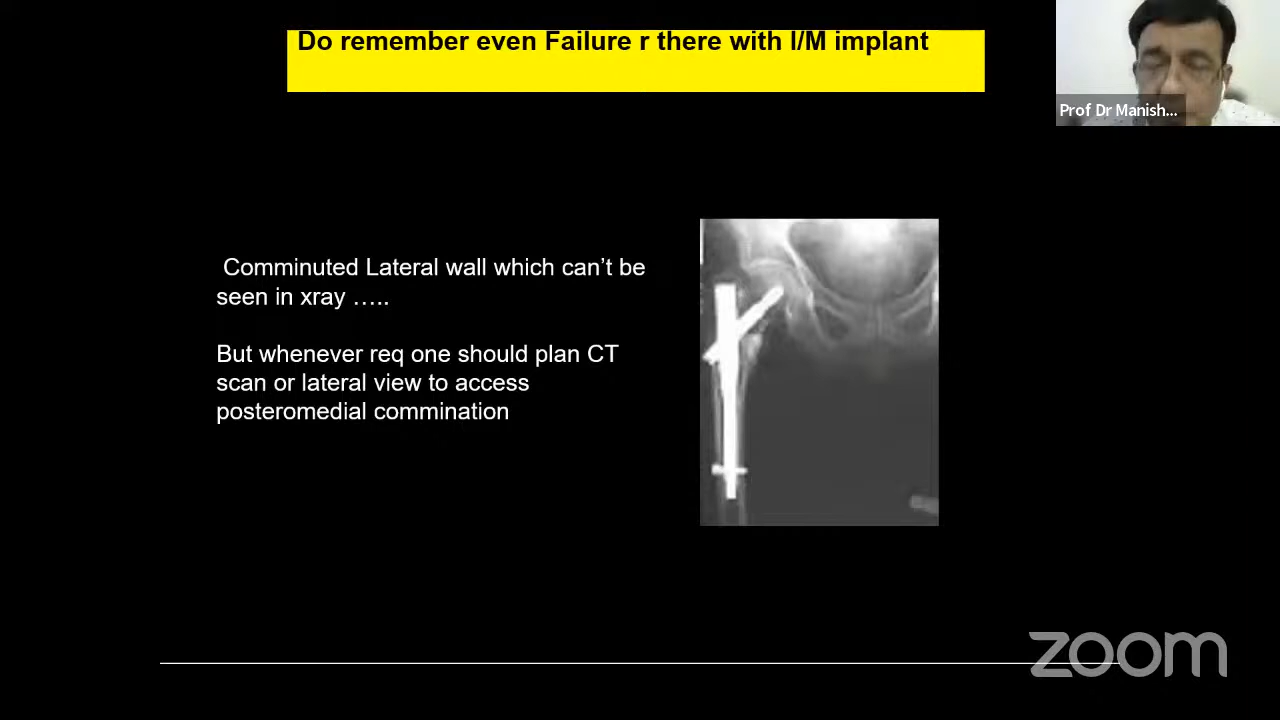 Do remember even Failure r there with I/M implant
Prof Dr Manish...
Comminuted Lateral wall which can’t be
seen in xray …..
But whenever req one should plan CT
scan or lateral view to access
posteromedial commination
zoom